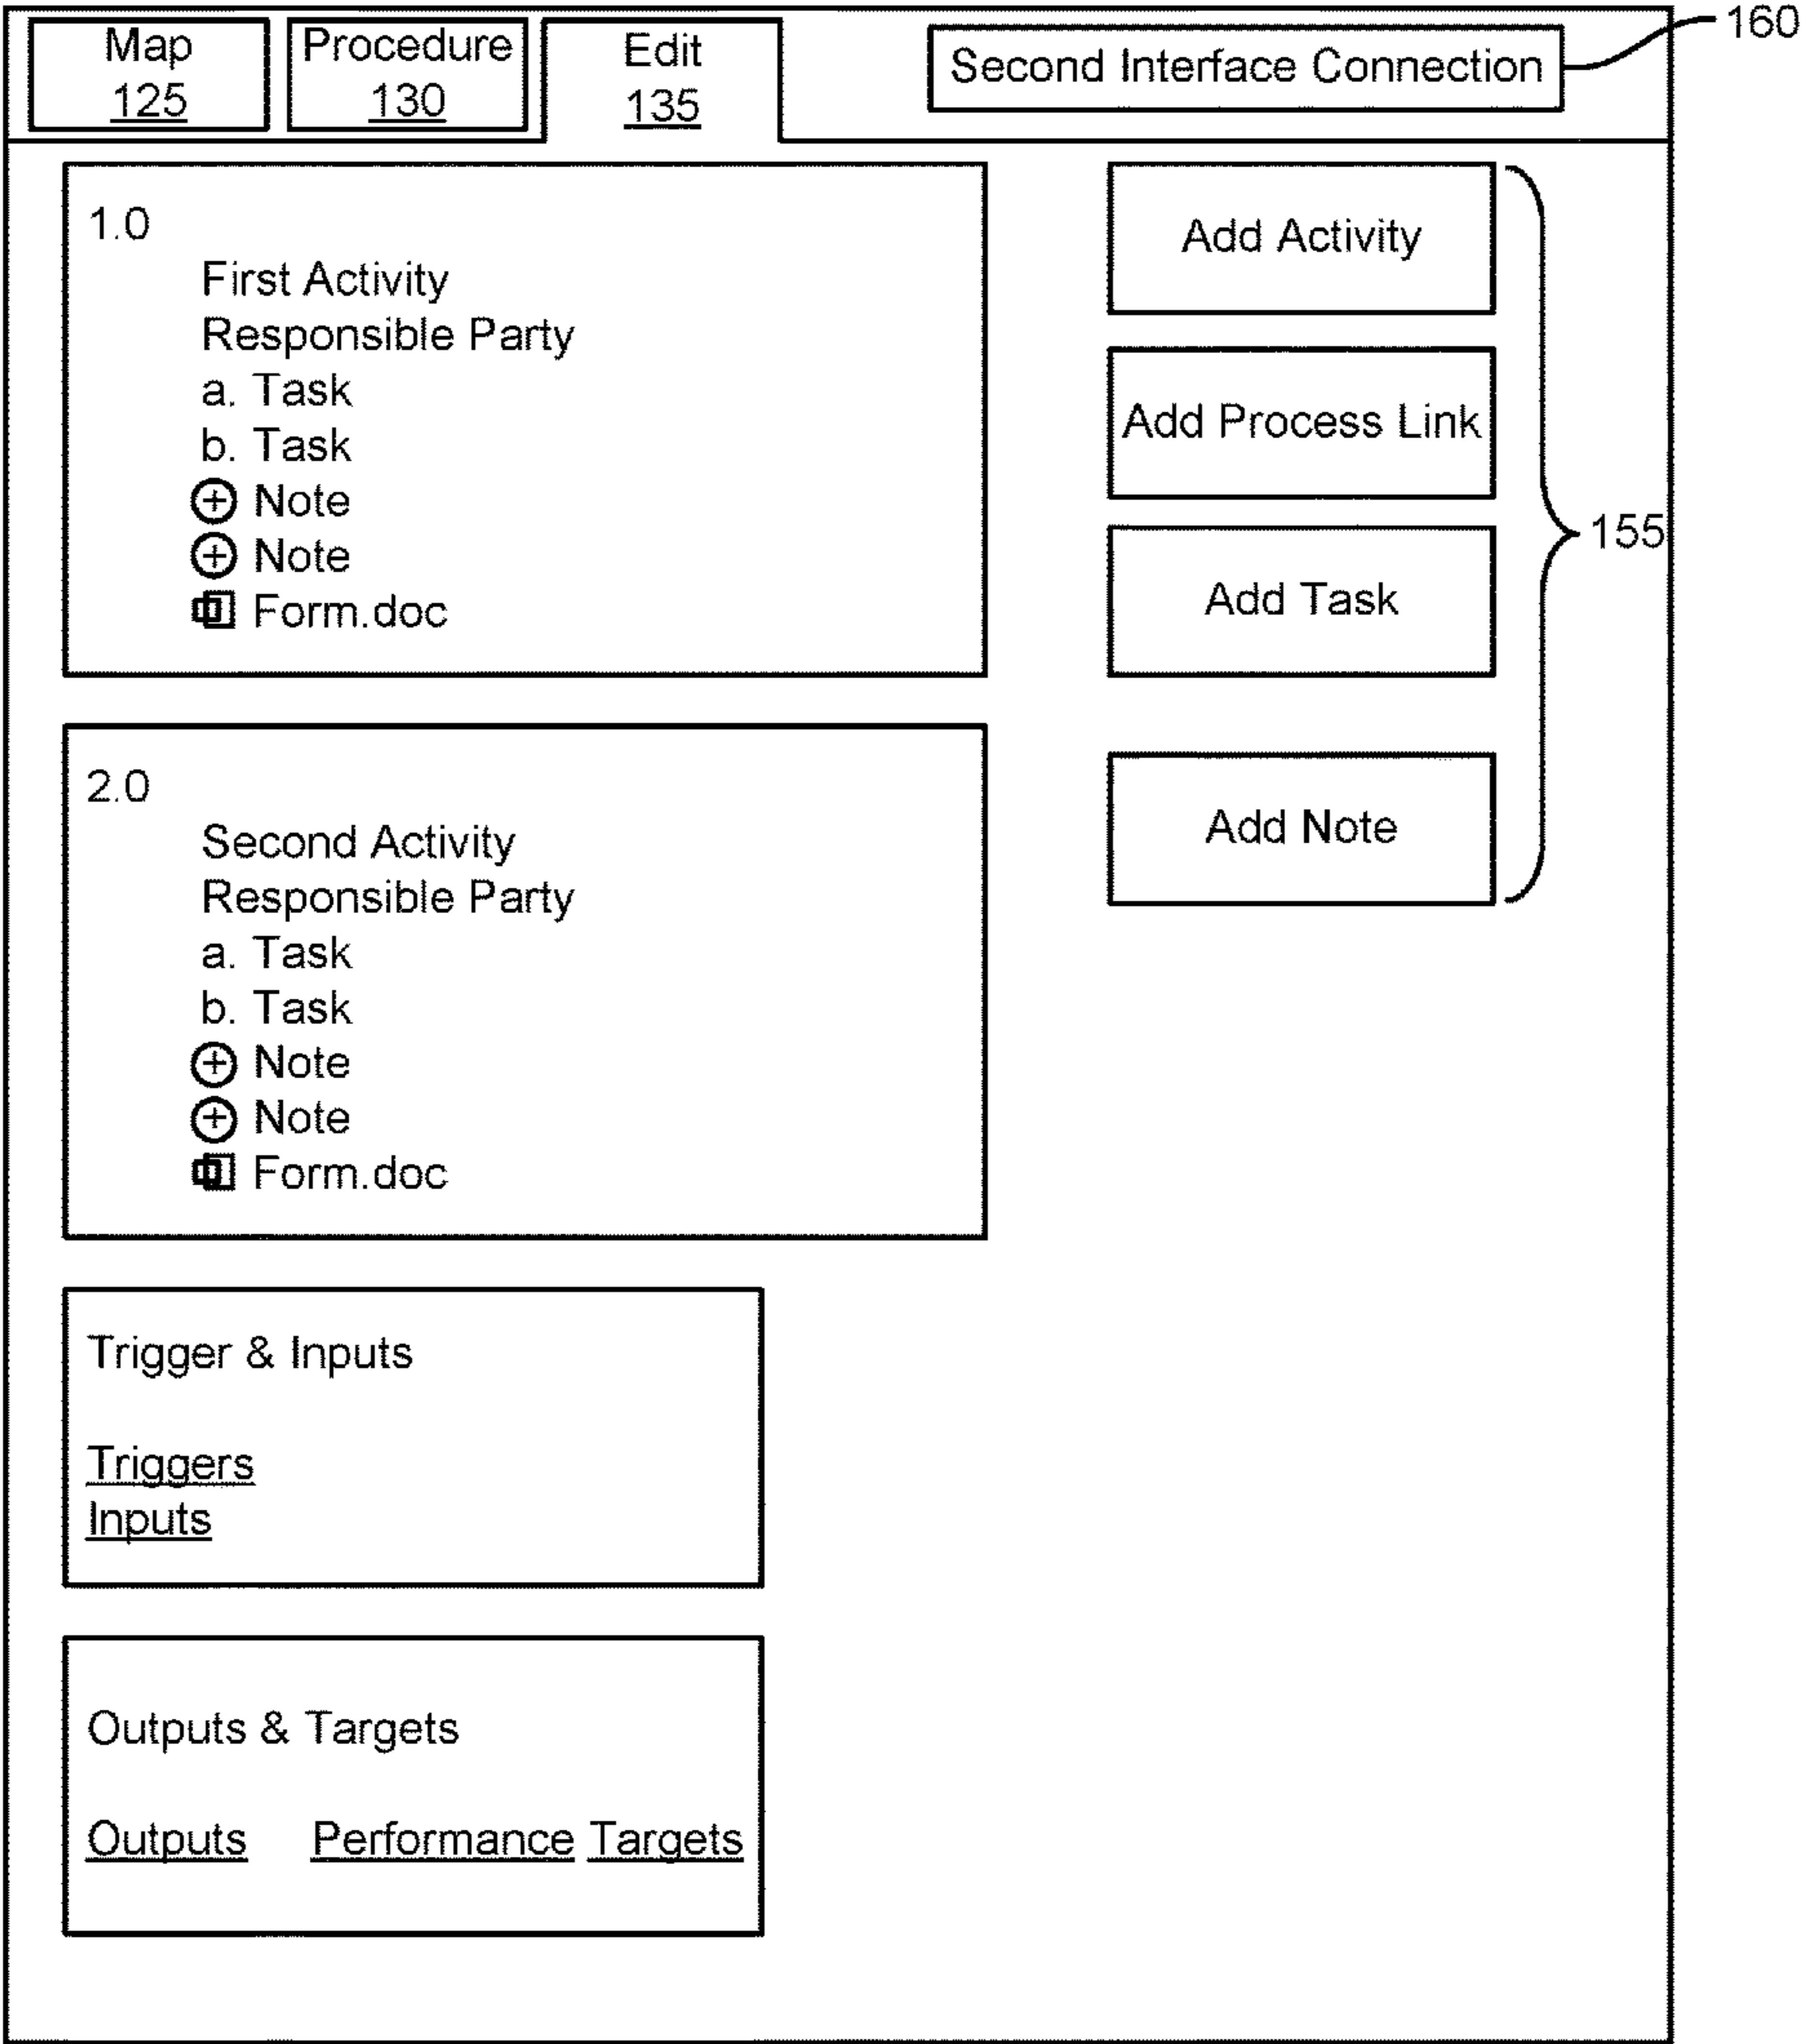 Map
125
Procedure
130
Edit
135
Second Interface Connection
160
1.0
First Activity
Responsible Party
a. Task
b. Task
Note
Note
Form.doc
Add Activity
Add Process Link
Add Task
Add Note
155
2.0
Second Activity
Responsible Party
a. Task
b. Task
Note
Note
Form.doc
Trigger & Inputs
Triggers
Inputs
Outputs & Targets
Outputs Performance Targets